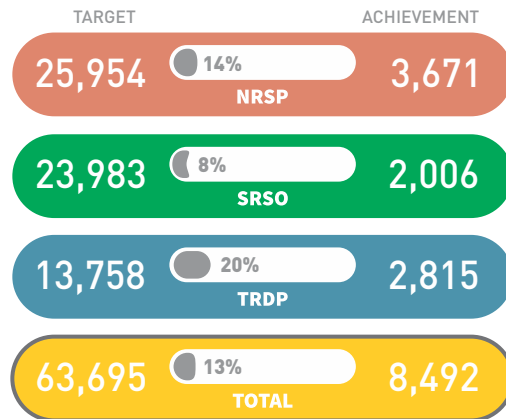 TARGET ACHIEVEMENT
25,954 14% 3,671
NRSP
23,983 8% 2,006
SRSO
13,758 20% 2,815
TRDP
63,695 13% 8,492
TOTAL